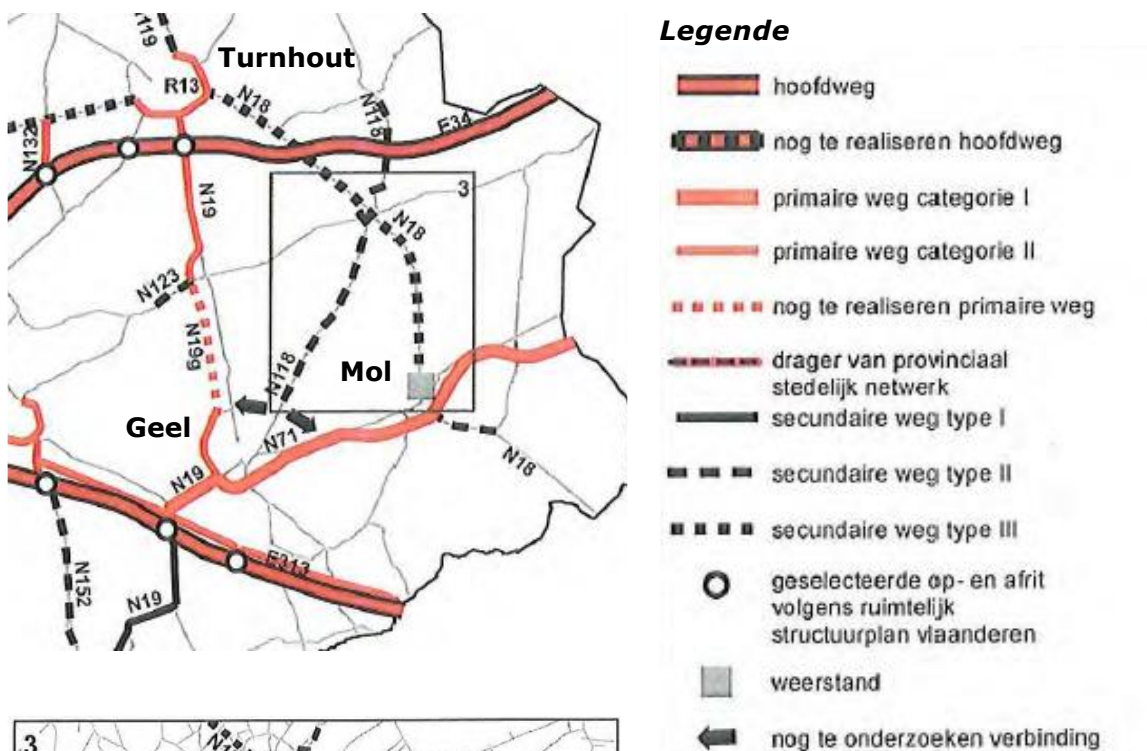 N119
Turnhout
R13
N18
N118
E34
N132
3
N19
N18
N123
N199
Mol
N118
Geel
N71
N19
N18
E313
N152
N19
3
Legende
hoofdweg
nog te realiseren hoofdweg
primaire weg categorie I
primaire weg categorie II
nog te realiseren primaire weg
drager van provinciaal
stedelijk netwerk
secundaire weg type I
secundaire weg type II
secundaire weg type III
geselecteerde op- en afrit
volgens ruimtelijk
structuurplan vlaanderen
weerstand
nog te onderzoeken verbinding